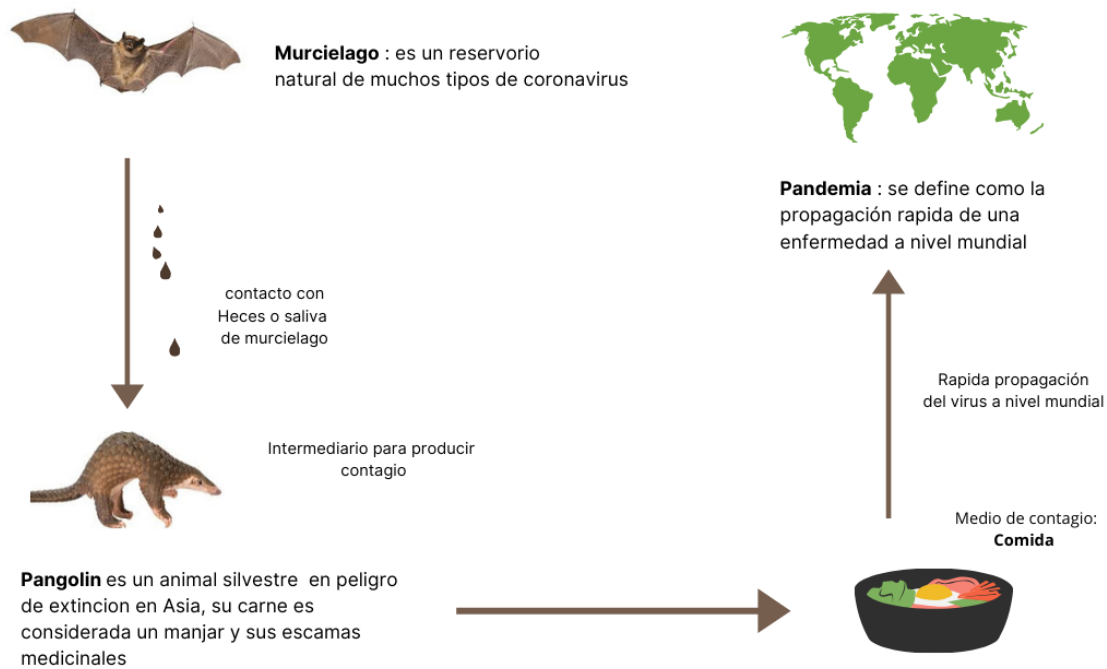 Murcielago : es un reservorio
natural de muchos tipos de coronavirus
contacto con
Heces o saliva
de murcielago
Intermediario para producir
contagio
Pangolin es un animal silvestre en peligro
de extincion en Asia, su carne es
considerada un manjar y sus escamas
medicinales
Medio de contagio:
Comida
Rapida propagación
del virus a nivel mundial
Pandemia : se define como la
propagación rapida de una
enfermedad a nivel mundial